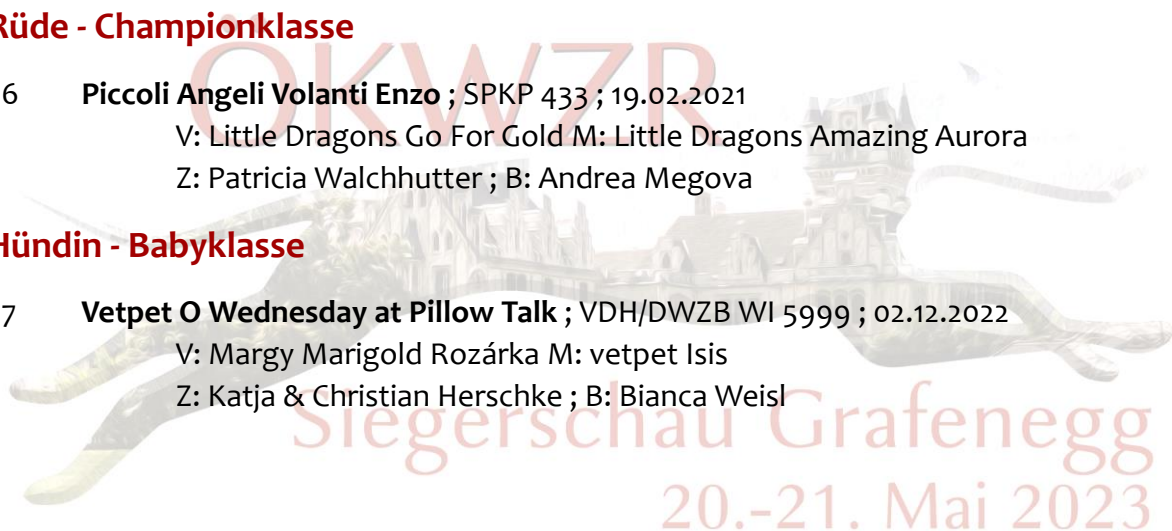 Rüde - Championklasse
ÖKWZR
6 Piccoli Angeli Volanti Enzo ; SPKP 433 ; 19.02.2021
V: Little Dragons Go For Gold M: Little Dragons Amazing Aurora
Z: Patricia Walchhutter ; B: Andrea Megova
Hündin - Babyklasse
7 Vetpet O Wednesday at Pillow Talk ; VDH/DWZB WI 5999 ; 02.12.2022
V: Margy Marigold Rozárka M: vetpet Isis
Z: Katja & Christian Herschke ; B: Bianca Weisl
Siegerschau Grafenegg
20.-21. Mai 2023